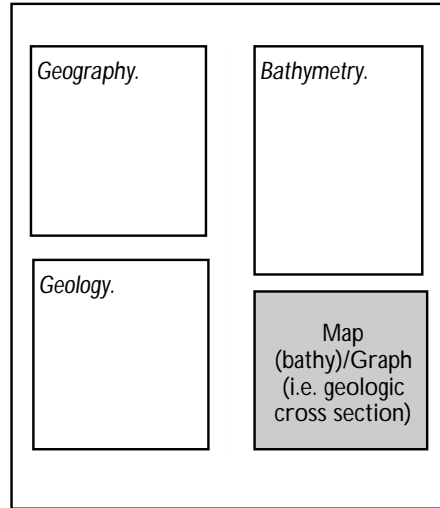 Geography.
Bathymetry.
Geology.
Map
(bathy)/Graph
(i.e. geologic
cross section)